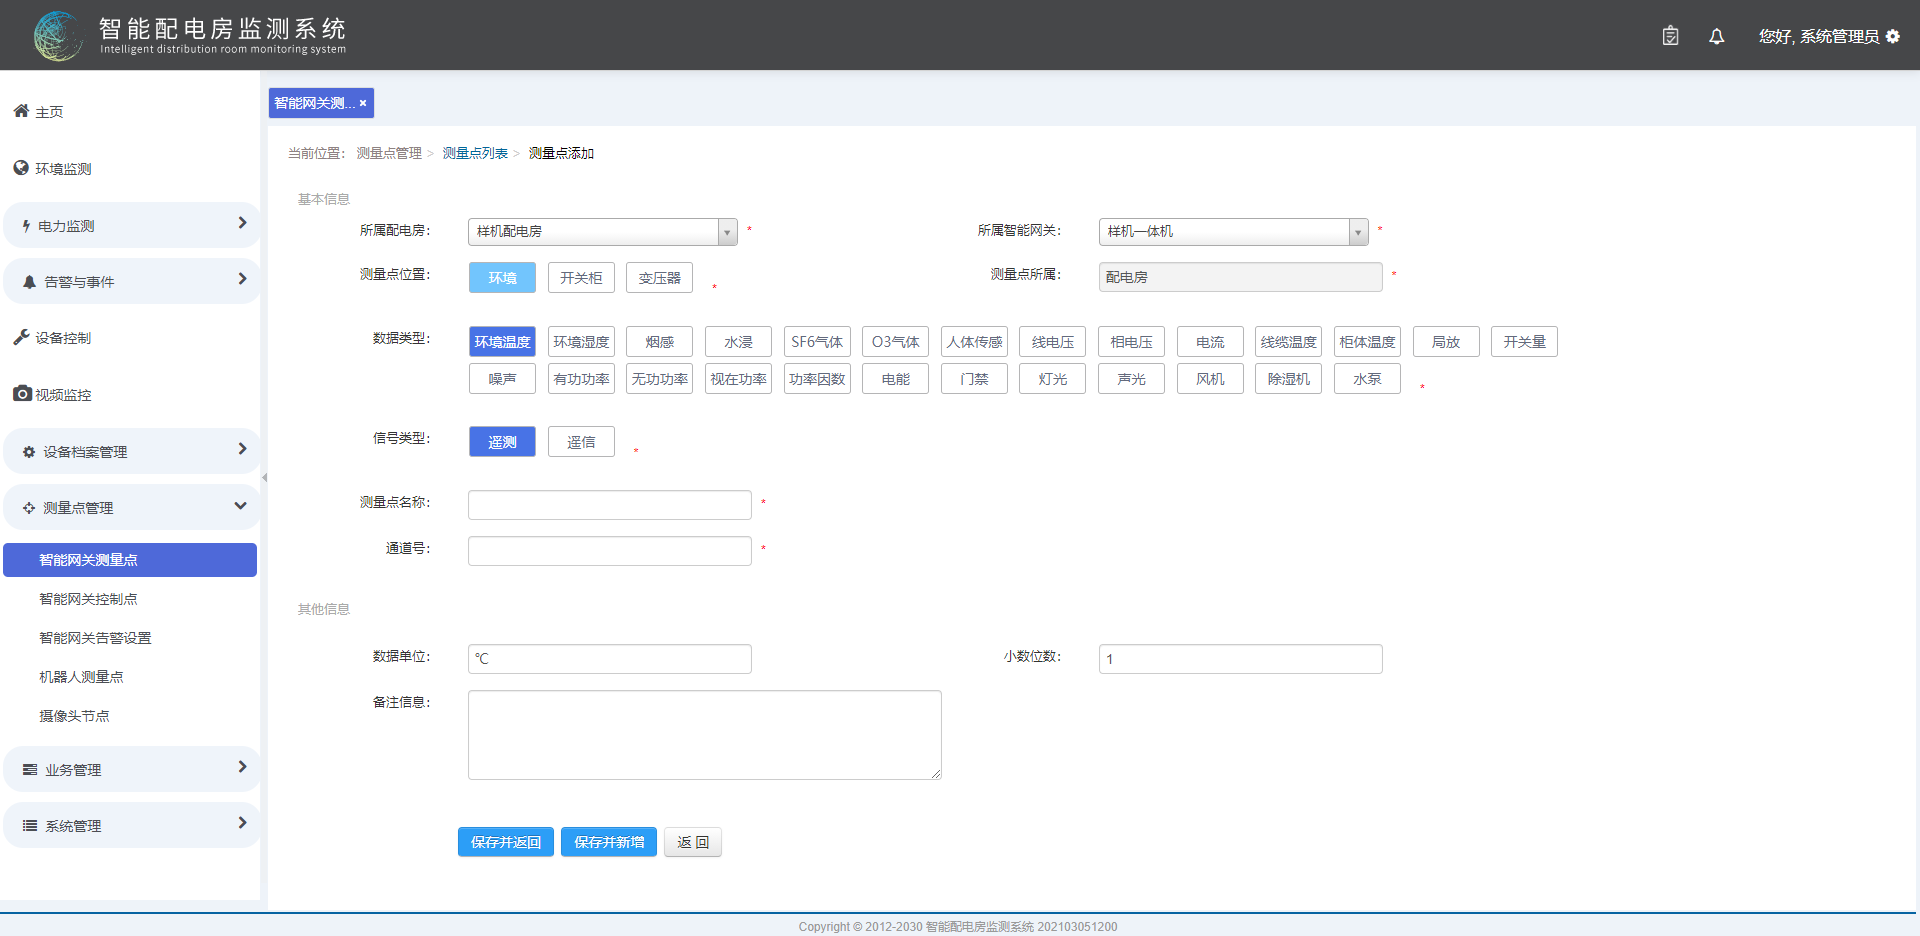 智能配电房监测系统
Intelligent distribution room monitoring system
您好, 系统管理员
主页
环境监测
电力监测
告警与事件
设备控制
视频监控
设备档案管理
测量点管理
智能网关测量点
智能网关控制点
智能网关告警设置
机器人测量点
摄像头节点
业务管理
系统管理
智能网关测... ×
当前位置： 测量点管理 > 测量点列表 > 测量点添加
基本信息
所属配电房： 样机配电房 * 所属智能网关： 样机一体机 *
测量点位置： 环境 开关柜 变压器 * 测量点所属： 配电房 *
数据类型： 环境温度 环境湿度 烟感 水浸 SF6气体 O3气体 人体传感 线电压 相电压 电流 线缆温度 柜体温度 局放 开关量
噪声 有功功率 无功功率 视在功率 功率因数 电能 门禁 灯光 声光 风机 除湿机 水泵 *
信号类型： 遥测 遥信 *
测量点名称： *
通道号： *
其他信息
数据单位： ℃ 小数位数： 1
备注信息：
保存并返回 保存并新增 返 回
Copyright © 2012-2030 智能配电房监测系统 202103051200